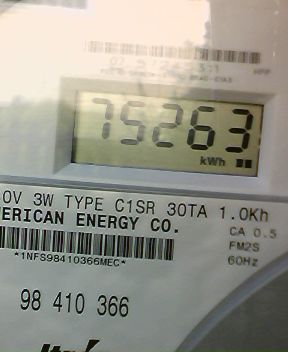 75263
kWh
0V 3W TYPE C1SR 30TA 1.0Kh
ERICAN ENERGY CO.
CA 0.5
FM2S
*1NFS98410366MEC*
60Hz
98 410 366